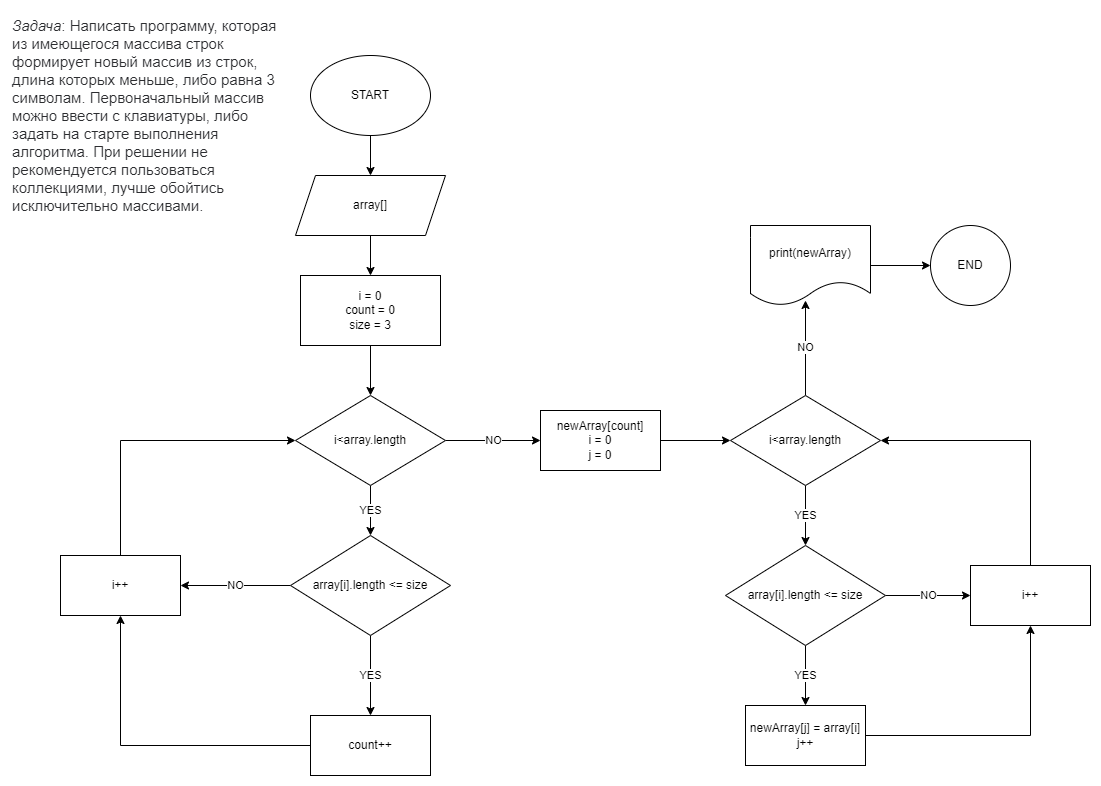 Задача: Написать программу, которая
из имеющегося массива строк
формирует новый массив из строк,
длина которых меньше, либо равна 3
символам. Первоначальный массив
можно ввести с клавиатуры, либо
задать на старте выполнения
алгоритма. При решении не
рекомендуется пользоваться
коллекциями, лучше обойтись
исключительно массивами.
START
array[]
i = 0
count = 0
size = 3
i<array.length
YES
array[i].length <= size
NO
i++
YES
count++
NO
newArray[count]
i = 0
j = 0
i<array.length
YES
array[i].length <= size
NO
i++
YES
newArray[j] = array[i]
j++
NO
print(newArray)
END